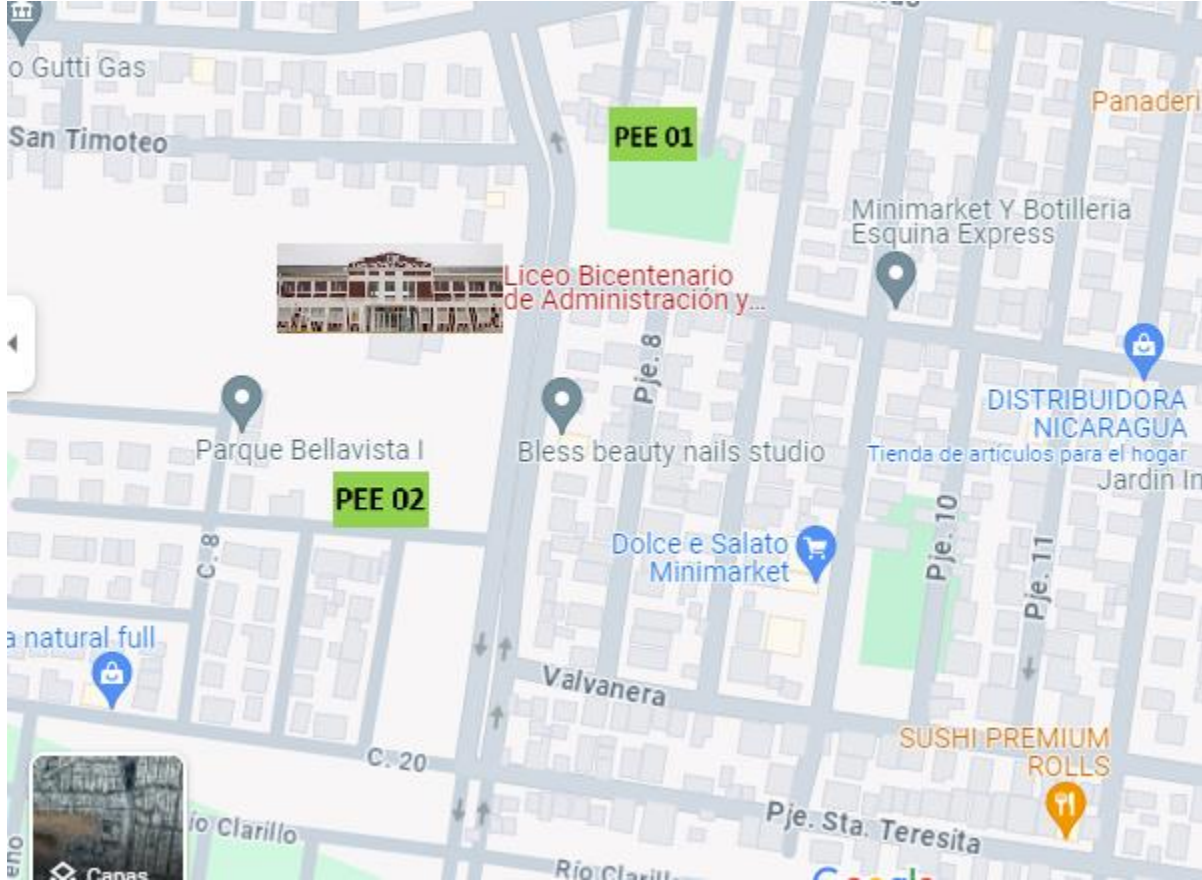 o Gutti Gas
San Timoteo
PEE 01
Panaderi
Minimarket Y Botilleria
Esquina Express
Liceo Bicentenario
de Administración y...
Pje. 8
DISTRIBUIDORA
NICARAGUA
Tienda de artículos para el hogar
Jardin In
Parque Bellavista I
Bless beauty nails studio
PEE 02
C. 8
Dolce e Salato
Minimarket
Pje. 10
Pje. 11
a natural full
Valvanera
SUSHI PREMIUM
ROLLS
C. 20
Pje. Sta. Teresita
ío Clarillo
Río Clarill
eño
Capas
Google